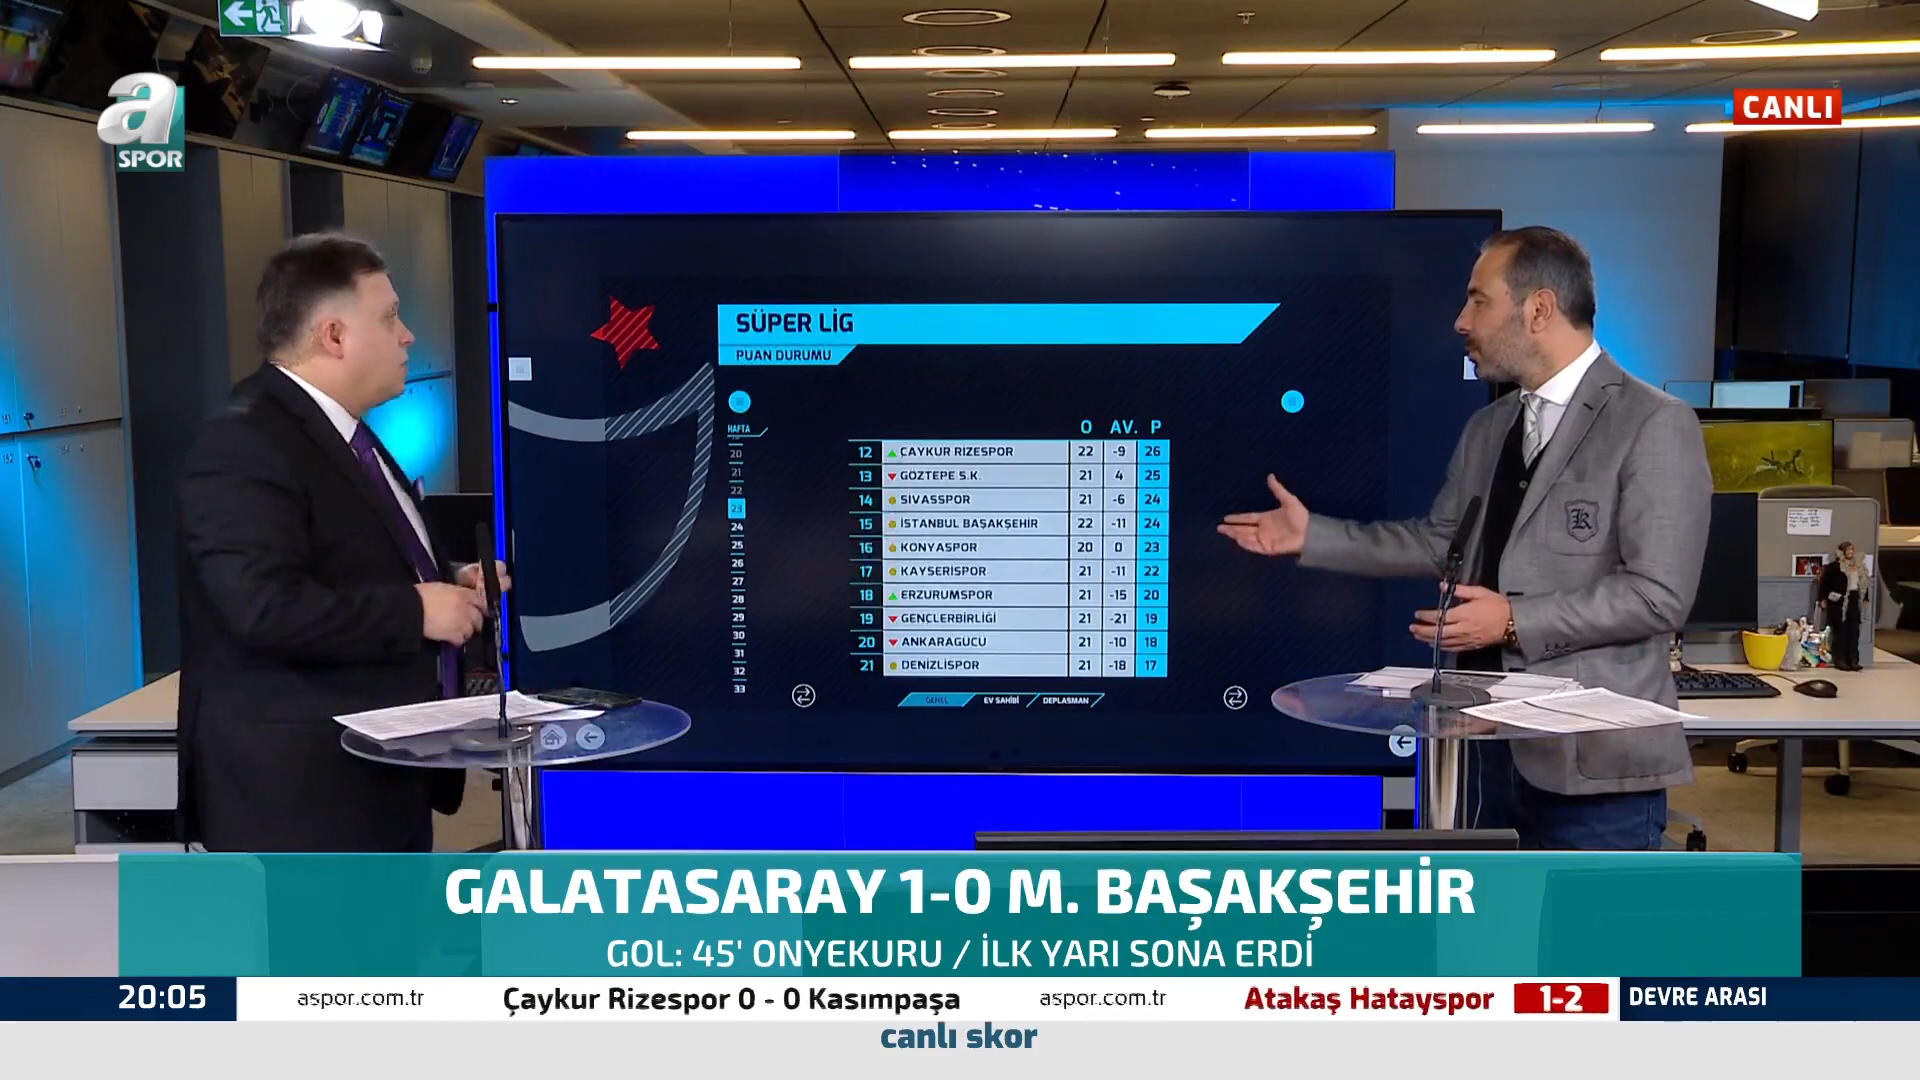 a
SPOR
CANLI
SÜPER LİG
PUAN DURUMU
HAFTA
20
21
22
23
24
25
26
27
28
29
30
31
32
33
O AV. P
12 ÇAYKUR RIZESPOR 22 -9 26
13 GÖZTEPE S.K. 21 4 25
14 SİVASSPOR 21 -6 24
15 İSTANBUL BAŞAKŞEHİR 22 -11 24
16 KONYASPOR 20 0 23
17 KAYSERİSPOR 21 -11 22
18 ERZURUMSPOR 21 -15 20
19 GENÇLERBİRLİĞİ 21 -21 19
20 ANKARAGÜCÜ 21 -10 18
21 DENİZLİSPOR 21 -18 17
GENEL EV SAHİBİ DEPLASMAN
151
152
k
GALATASARAY 1-0 M. BAŞAKŞEHİR
GOL: 45' ONYEKURU / İLK YARI SONA ERDİ
20:05 aspor.com.tr Çaykur Rizespor 0 - 0 Kasımpaşa aspor.com.tr Atakaş Hatayspor 1-2 DEVRE ARASI
canlı skor